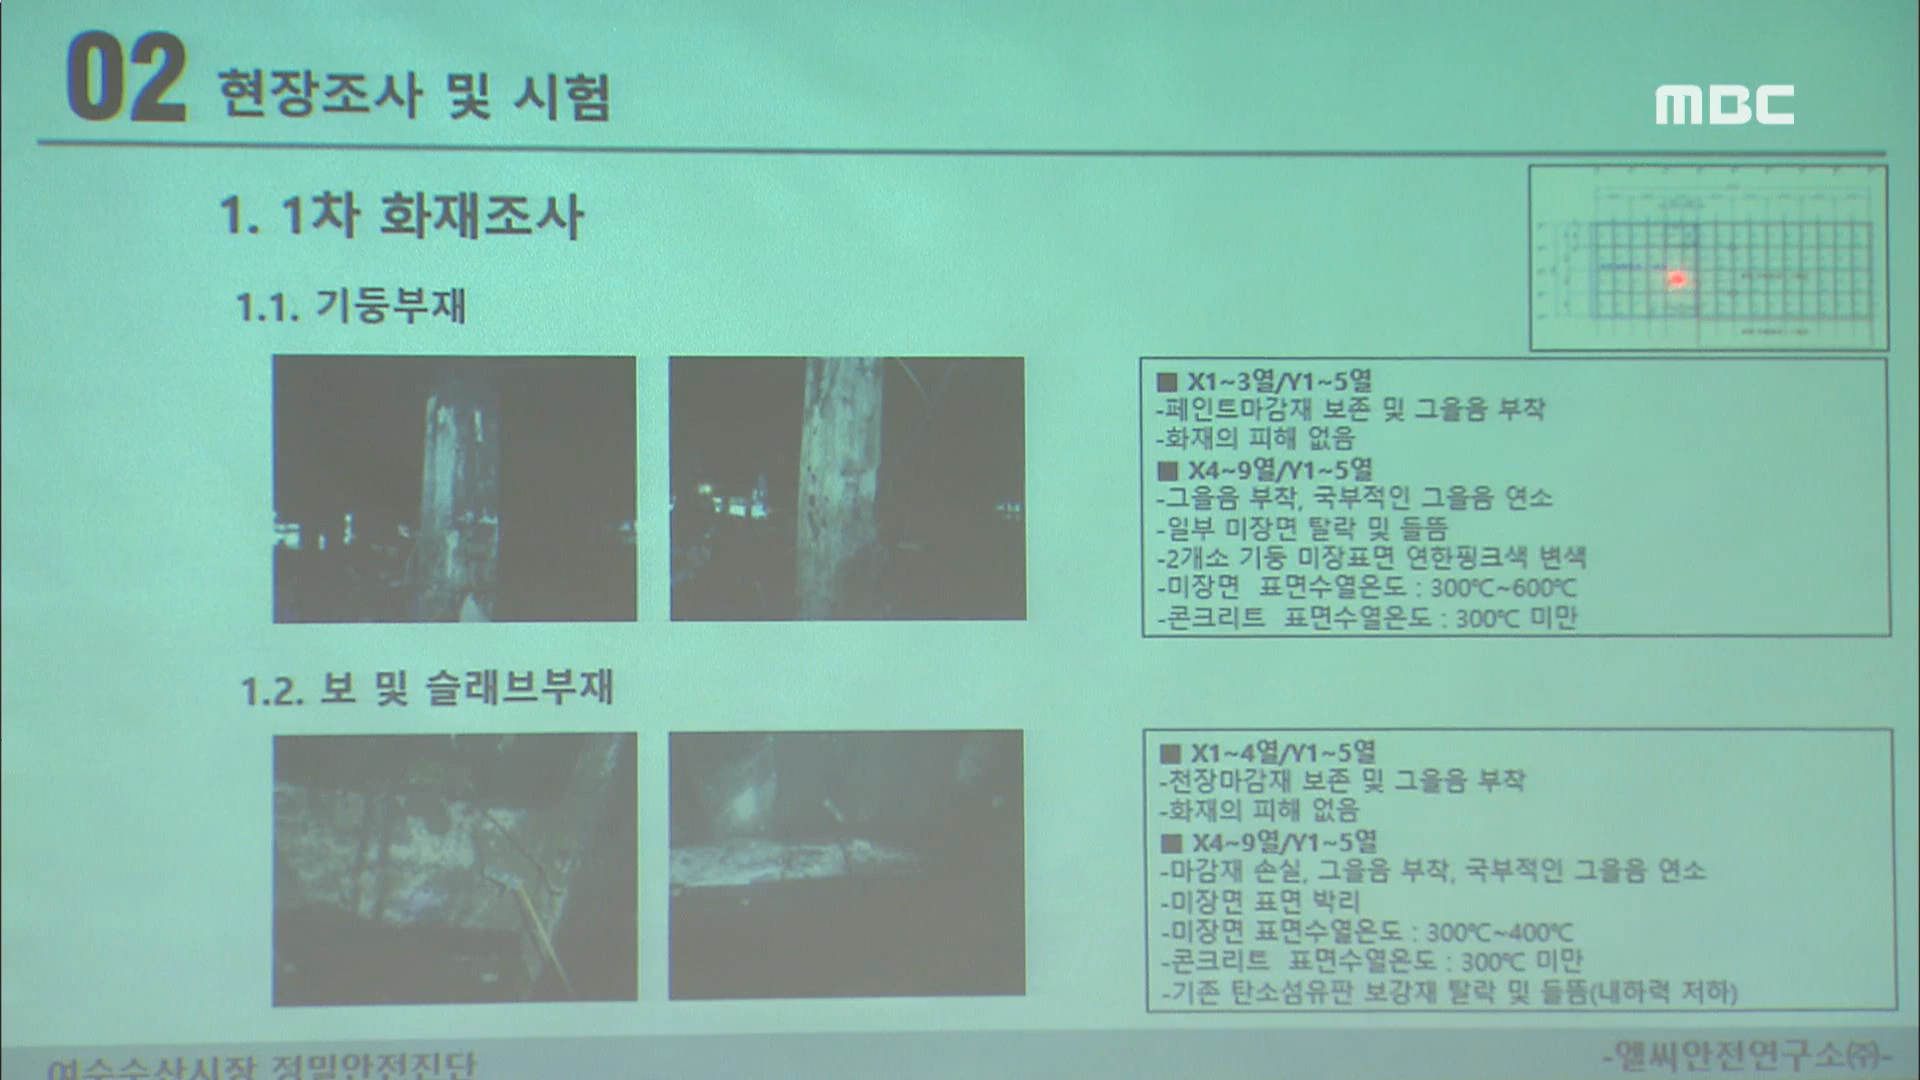 02 현장조사 및 시험
MBC
1. 1차 화재조사
1.1. 기둥부재
■ X1~3열/Y1~5열
-페인트마감재 보존 및 그을음 부착
-화재의 피해 없음
■ X4~9열/Y1~5열
-그을음 부착, 국부적인 그을음 연소
-일부 미장면 탈락 및 들뜸
-2개소 기둥 미장표면 연한핑크색 변색
-미장면 표면수열온도 : 300℃~600℃
-콘크리트 표면수열온도 : 300℃ 미만
1.2. 보 및 슬래브부재
■ X1~4열/Y1~5열
-천장마감재 보존 및 그을음 부착
-화재의 피해 없음
■ X4~9열/Y1~5열
-마감재 손실, 그을음 부착, 국부적인 그을음 연소
-미장면 표면 박리
-미장면 표면수열온도 : 300℃~400℃
-콘크리트 표면수열온도 : 300℃ 미만
-기존 탄소섬유판 보강재 탈락 및 들뜸(내하력 저하)
여수수산시장 정밀안전진단
-엘씨안전연구소㈜-